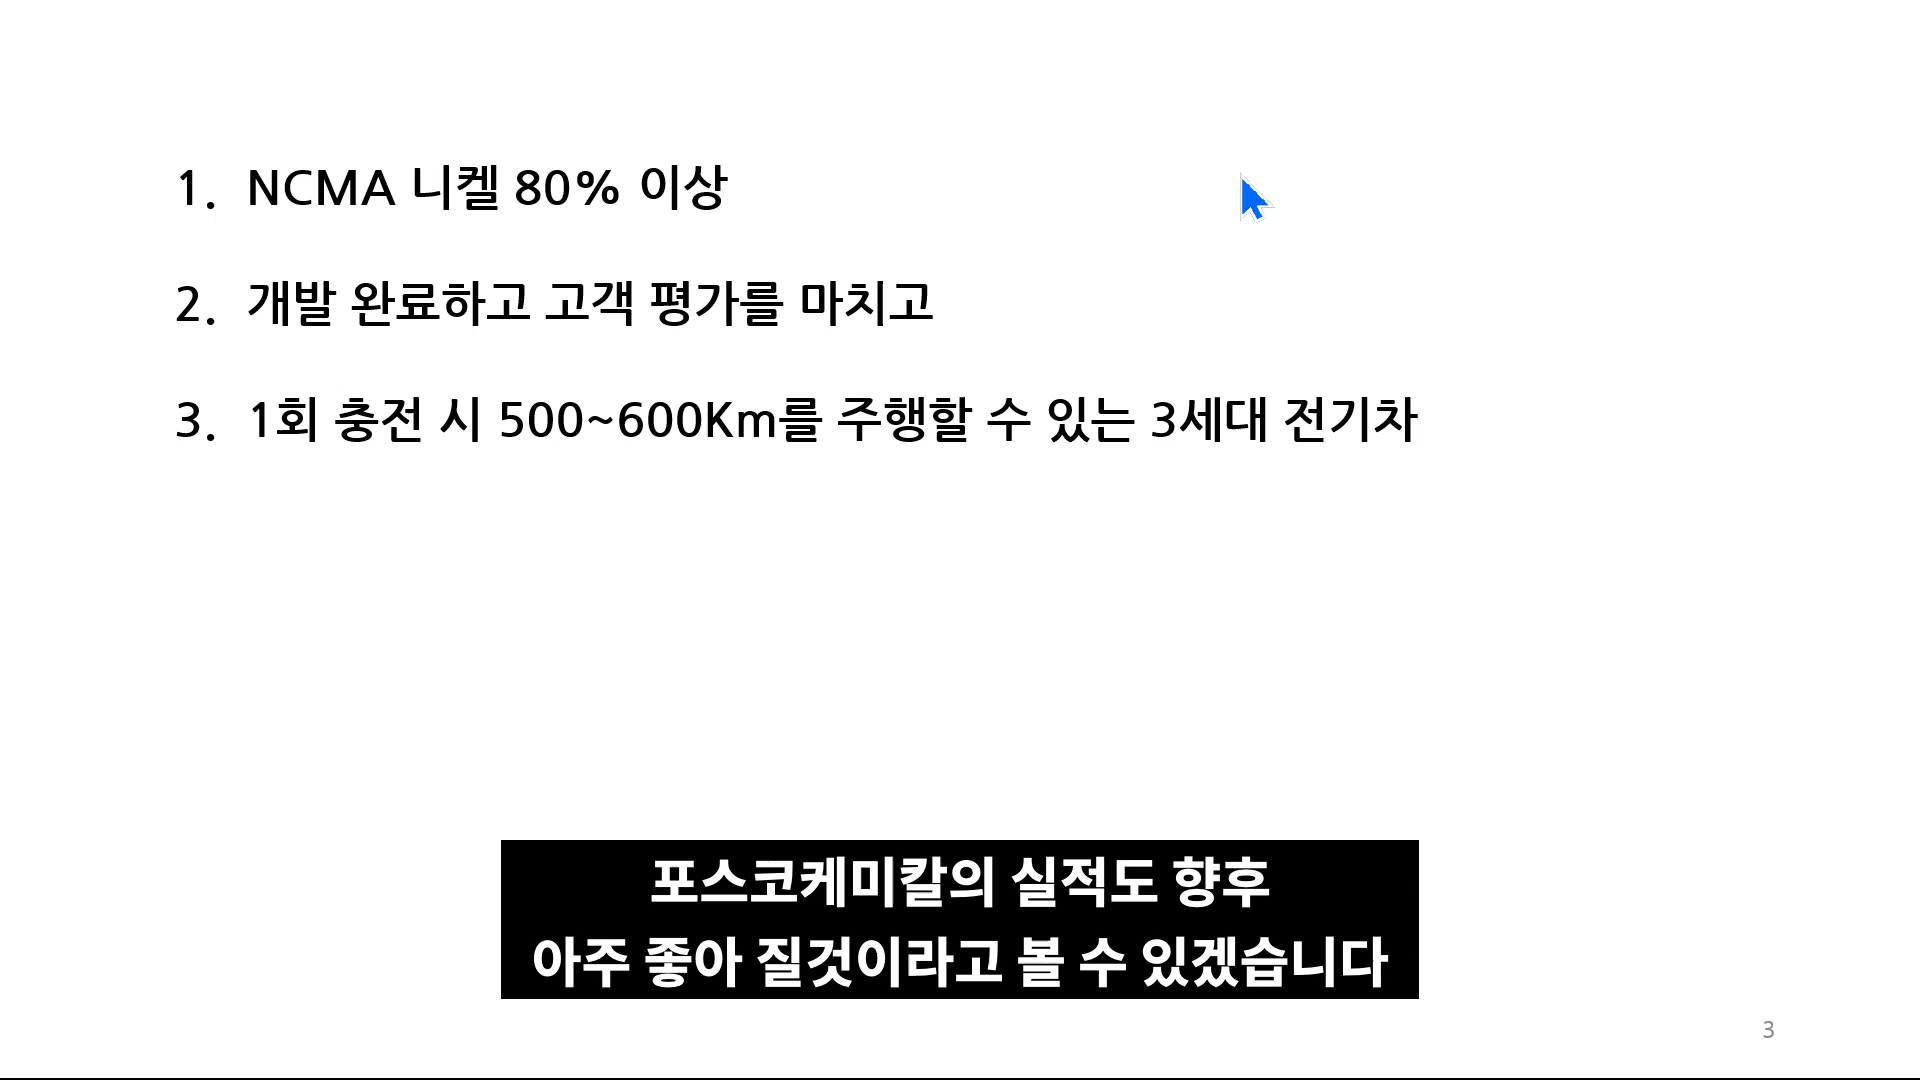 1. NCMA 니켈 80% 이상
2. 개발 완료하고 고객 평가를 마치고
3. 1회 충전 시 500~600Km를 주행할 수 있는 3세대 전기차
포스코케미칼의 실적도 향후
아주 좋아 질것이라고 볼 수 있겠습니다
3